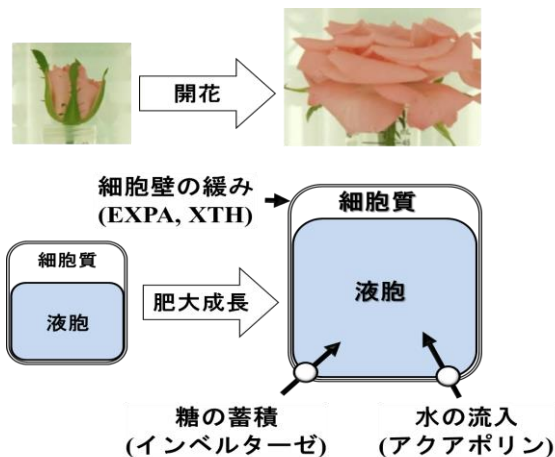 開花
細胞壁の緩み
(EXPA, XTH)
細胞質
細胞質
液胞
肥大成長
液胞
糖の蓄積
(インベルターゼ)
水の流入
(アクアポリン)